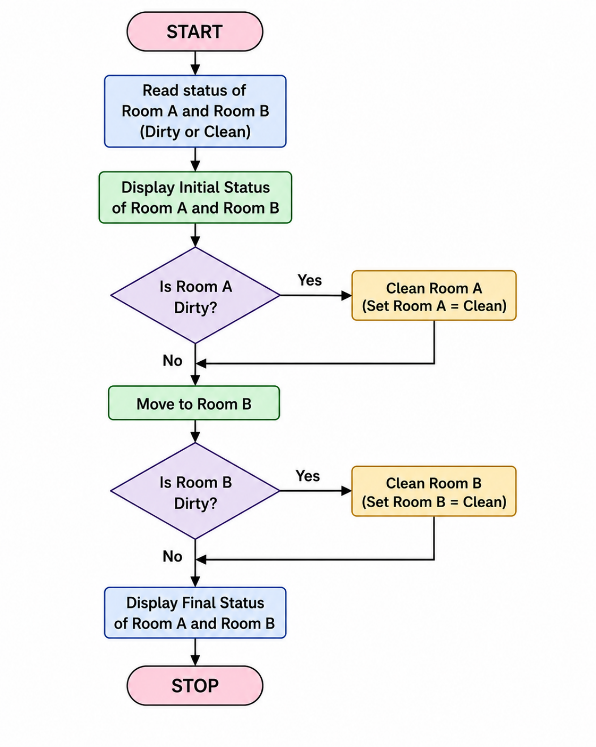 START
Read status of
Room A and Room B
(Dirty or Clean)
Display Initial Status
of Room A and Room B
Is Room A
Dirty?
Yes
Clean Room A
(Set Room A = Clean)
No
Move to Room B
Is Room B
Dirty?
Yes
Clean Room B
(Set Room B = Clean)
No
Display Final Status
of Room A and Room B
STOP